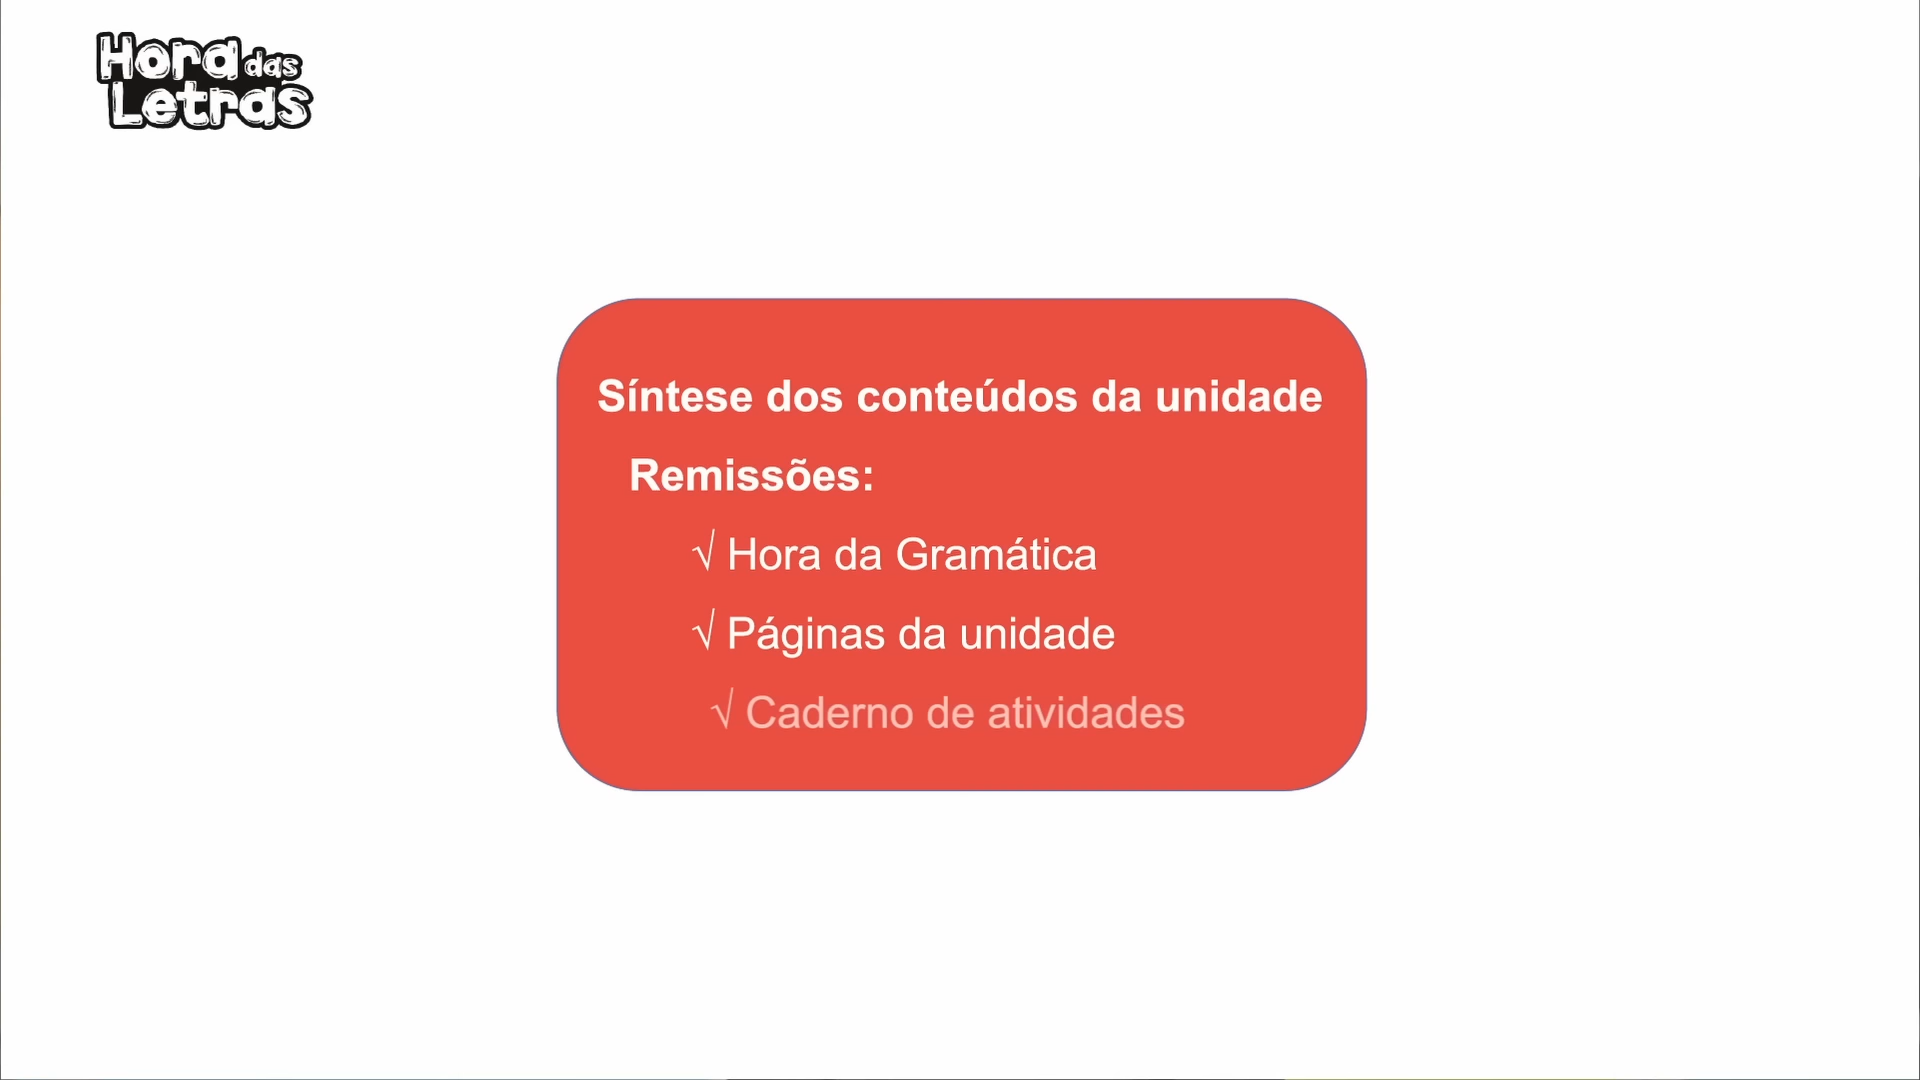 Hora das
Letras
Síntese dos conteúdos da unidade
Remissões:
√ Hora da Gramática
√ Páginas da unidade
√ Caderno de atividades